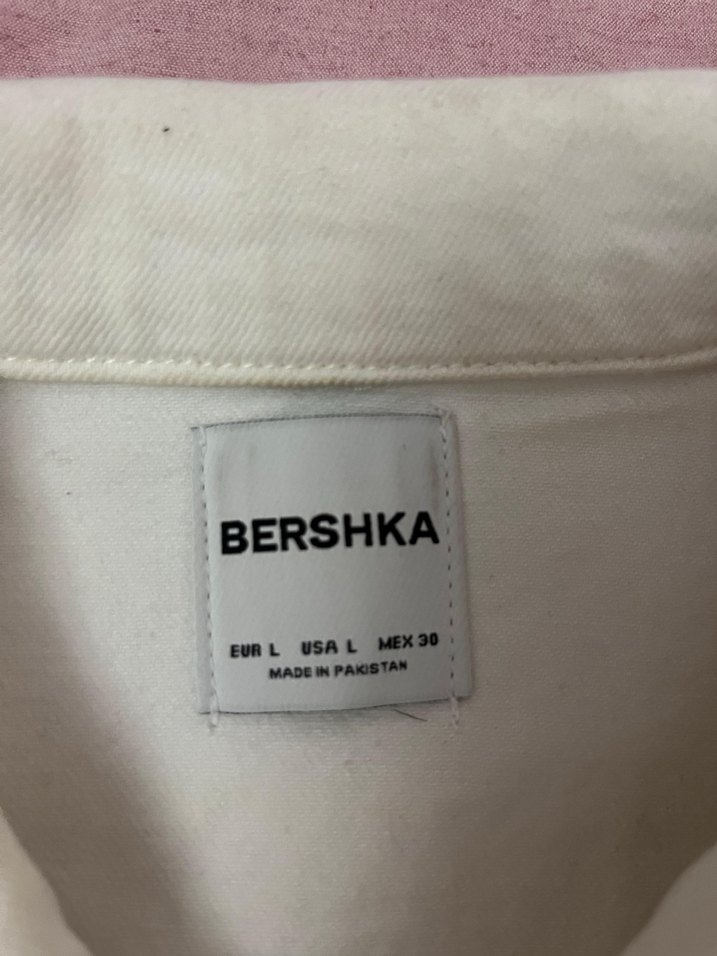 BERSHKA
EUR L USA L MEX 30
MADE IN PAKISTAN